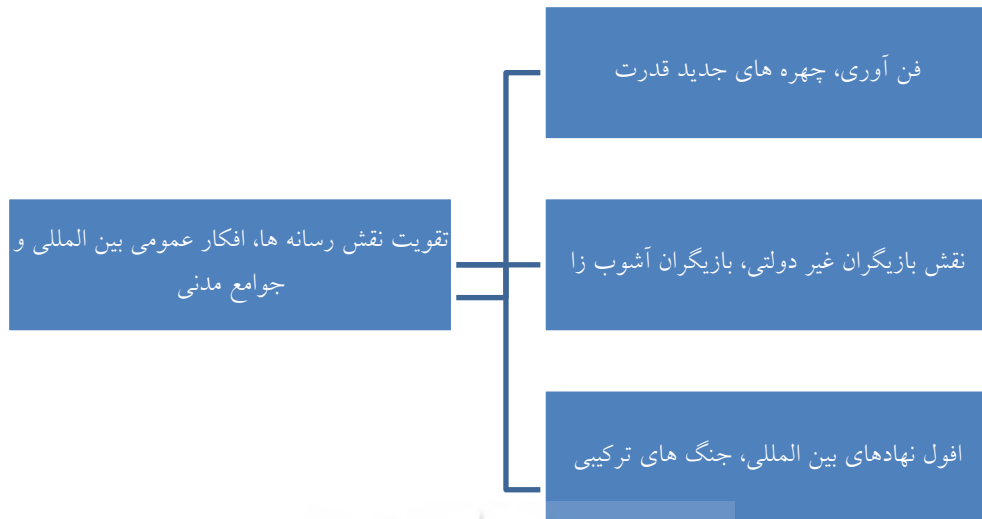 فن آوری، چهره های جدید قدرت
تقویت نقش رسانه ها، افکار عمومی بین المللی و
جوامع مدنی
نقش بازیگران غیر دولتی، بازیگران آشوب زا
افول نهادهای بین المللی، جنگ های ترکیبی